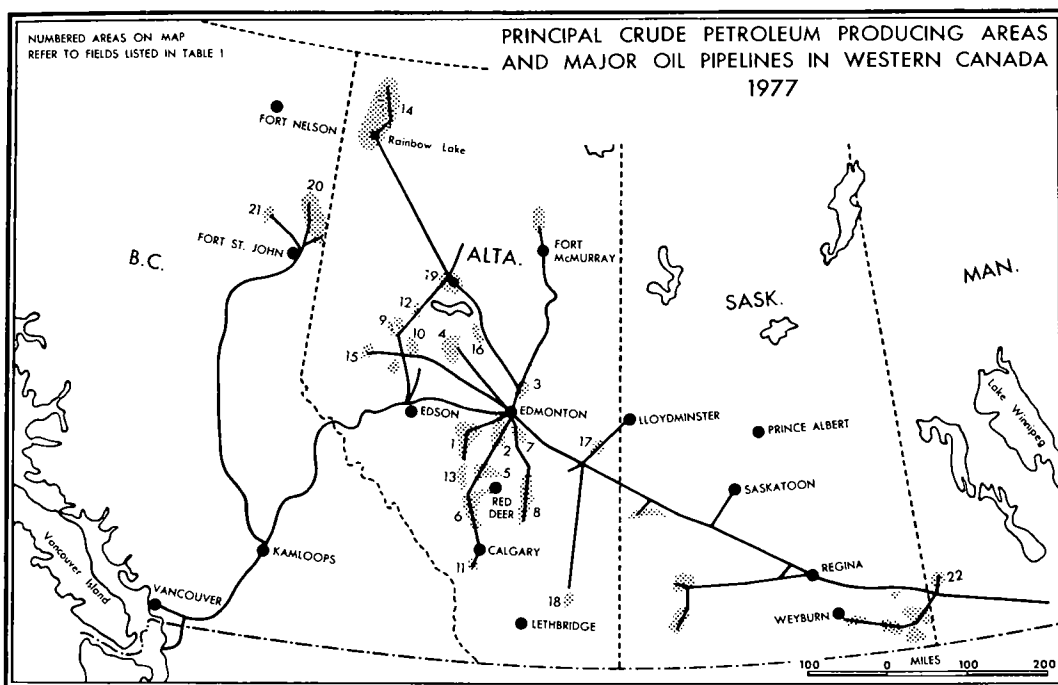 NUMBERED AREAS ON MAP
REFER TO FIELDS LISTED IN TABLE 1
PRINCIPAL CRUDE PETROLEUM PRODUCING AREAS
AND MAJOR OIL PIPELINES IN WESTERN CANADA
1977
14
FORT NELSON
Rainbow Lake
20
21
FORT ST. JOHN
FORT
McMURRAY
B.C.
ALTA.
SASK.
MAN.
19
12
9
10
4
16
15
3
Lake Winnipeg
EDSON
EDMONTON
LLOYDMINSTER
PRINCE ALBERT
1
2
7
17
13
5
RED
DEER
SASKATOON
6
8
Vancouver Island
KAMLOOPS
CALGARY
11
REGINA
22
VANCOUVER
18
LETHBRIDGE
WEYBURN
100
0
MILES
100
200